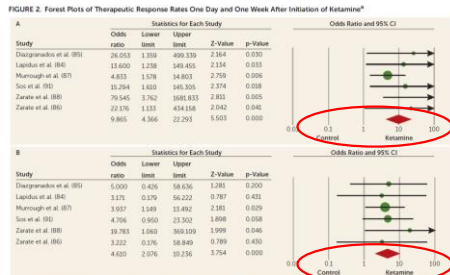 FIGURE 2. Forest Plots of Therapeutic Response Rates One Day and One Week After Initiation of Ketamineª
A Statistics for Each Study Odds Ratio and 95% CI
Odds Lower Upper
Study ratio limit limit Z-Value p-Value
Diazgranados et al. (85) 26.053 1.359 499.339 2.164 0.030
Lapidus et al. (84) 13.600 1.238 149.455 2.134 0.033
Murrough et al. (87) 4.833 1.578 14.803 2.759 0.006
Sos et al. (91) 15.294 1.610 145.305 2.374 0.018
Zarate et al. (88) 79.545 3.762 1681.833 2.811 0.005
Zarate et al. (86) 22.176 1.133 434.158 2.042 0.041
9.865 4.366 22.293 5.503 0.000
0.1 1 10 100
Control Ketamine
B Statistics for Each Study Odds Ratio and 95% CI
Odds Lower Upper
Study ratio limit limit Z-Value p-Value
Diazgranados et al. (85) 5.000 0.426 58.636 1.281 0.200
Lapidus et al. (84) 3.171 0.179 56.222 0.787 0.431
Murrough et al. (87) 3.937 1.149 13.492 2.181 0.029
Sos et al. (91) 4.706 0.950 23.302 1.898 0.058
Zarate et al. (88) 19.783 1.060 369.109 1.999 0.046
Zarate et al. (86) 3.222 0.176 58.849 0.789 0.430
4.610 2.076 10.236 3.754 0.000
0.1 1 10 100
Control Ketamine